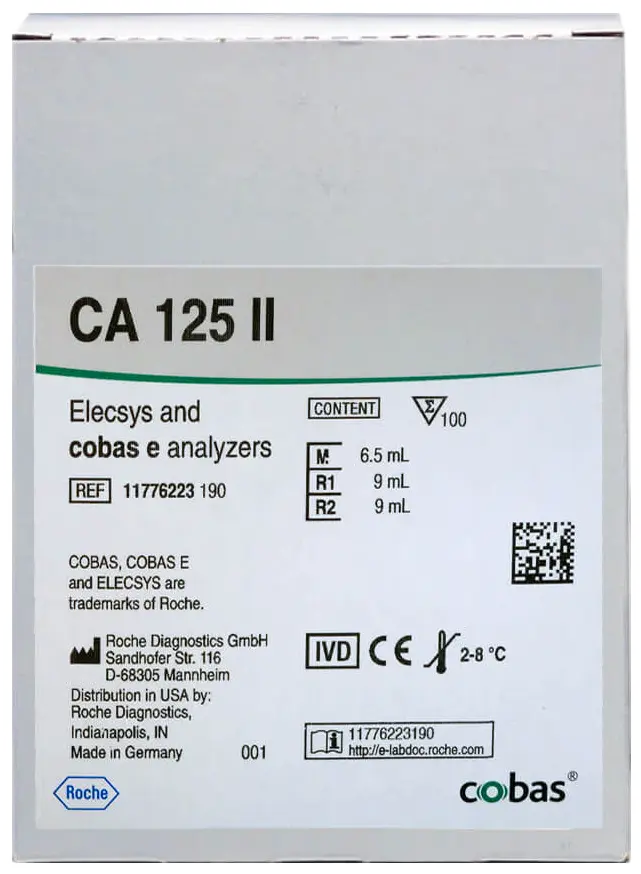 CA 125 II
Elecsys and
cobas e analyzers
REF 11776223 190
CONTENT Σ 100
M 6.5 mL
R1 9 mL
R2 9 mL
COBAS, COBAS E
and ELECSYS are
trademarks of Roche.
Roche Diagnostics GmbH
Sandhofer Str. 116
D-68305 Mannheim
Distribution in USA by:
Roche Diagnostics,
Indianapolis, IN
Made in Germany 001
IVD CE 2-8 °C
i 11776223190
http://e-labdoc.roche.com
Roche
cobas®